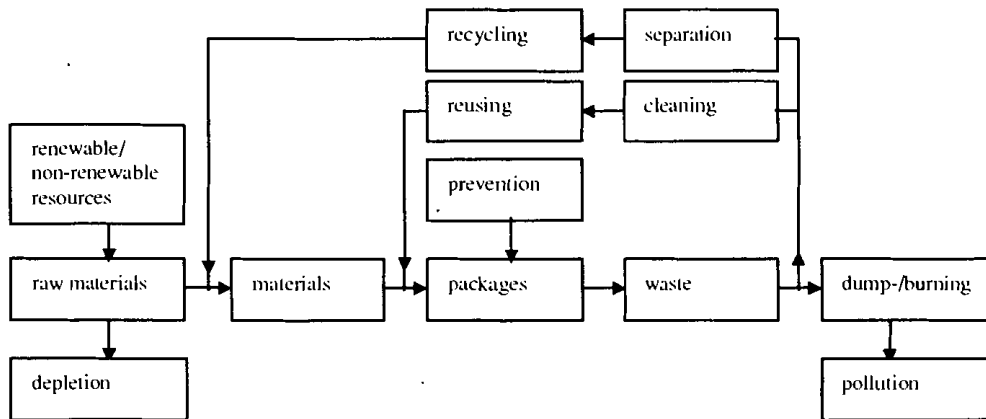 recycling
separation
reusing
cleaning
renewable/
non-renewable
resources
prevention
raw materials
materials
packages
waste
dump-/burning
depletion
pollution